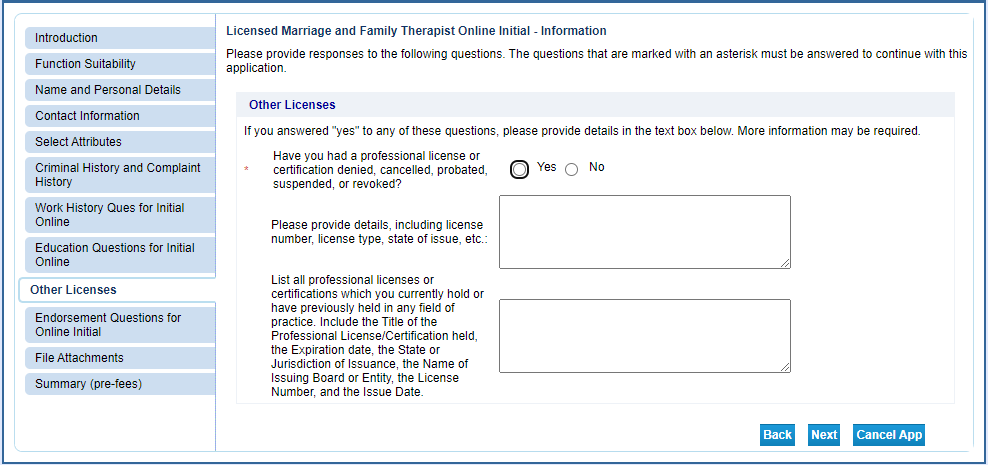 Introduction
Function Suitability
Name and Personal Details
Contact Information
Select Attributes
Criminal History and Complaint
History
Work History Ques for Initial
Online
Education Questions for Initial
Online
Other Licenses
Endorsement Questions for
Online Initial
File Attachments
Summary (pre-fees)
Licensed Marriage and Family Therapist Online Initial - Information
Please provide responses to the following questions. The questions that are marked with an asterisk must be answered to continue with this
application.
Other Licenses
If you answered "yes" to any of these questions, please provide details in the text box below. More information may be required.
Have you had a professional license or
* certification denied, cancelled, probated, Yes No
suspended, or revoked?
Please provide details, including license
number, license type, state of issue, etc.:
List all professional licenses or
certifications which you currently hold or
have previously held in any field of
practice. Include the Title of the
Professional License/Certification held,
the Expiration date, the State or
Jurisdiction of Issuance, the Name of
Issuing Board or Entity, the License
Number, and the Issue Date.
Back Next Cancel App